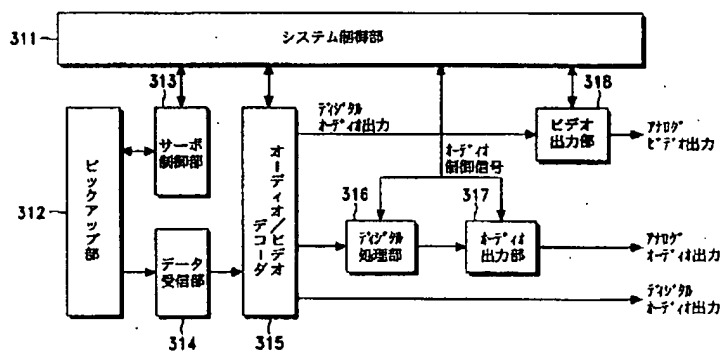 311
システム制御部
313
318
ディジタル
オーディオ出力
ビデオ
出力部
アナログ
ビデオ出力
サーボ
制御部
オーディオ
制御信号
312
ピックアップ部
オーディオ/ビデオ
デコーダ
316
317
ディジタル
処理部
オーディオ
出力部
アナログ
オーディオ出力
データ
受信部
ディジタル
オーディオ出力
314
315